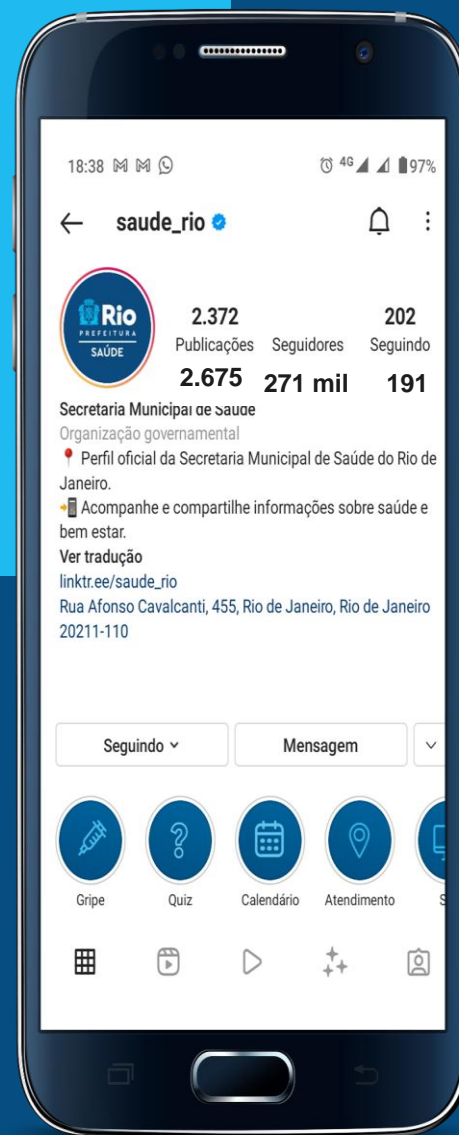 18:38
4G
97%
saude_rio
Rio
PREFEITURA
SAÚDE
2.372
202
Publicações Seguidores Seguindo
2.675 271 mil 191
Secretaria Municipal de Saúde
Organização governamental
Perfil oficial da Secretaria Municipal de Saúde do Rio de
Janeiro.
Acompanhe e compartilhe informações sobre saúde e
bem estar.
Ver tradução
linktr.ee/saude_rio
Rua Afonso Cavalcanti, 455, Rio de Janeiro, Rio de Janeiro
20211-110
Seguindo
Mensagem
Gripe Quiz Calendário Atendimento S